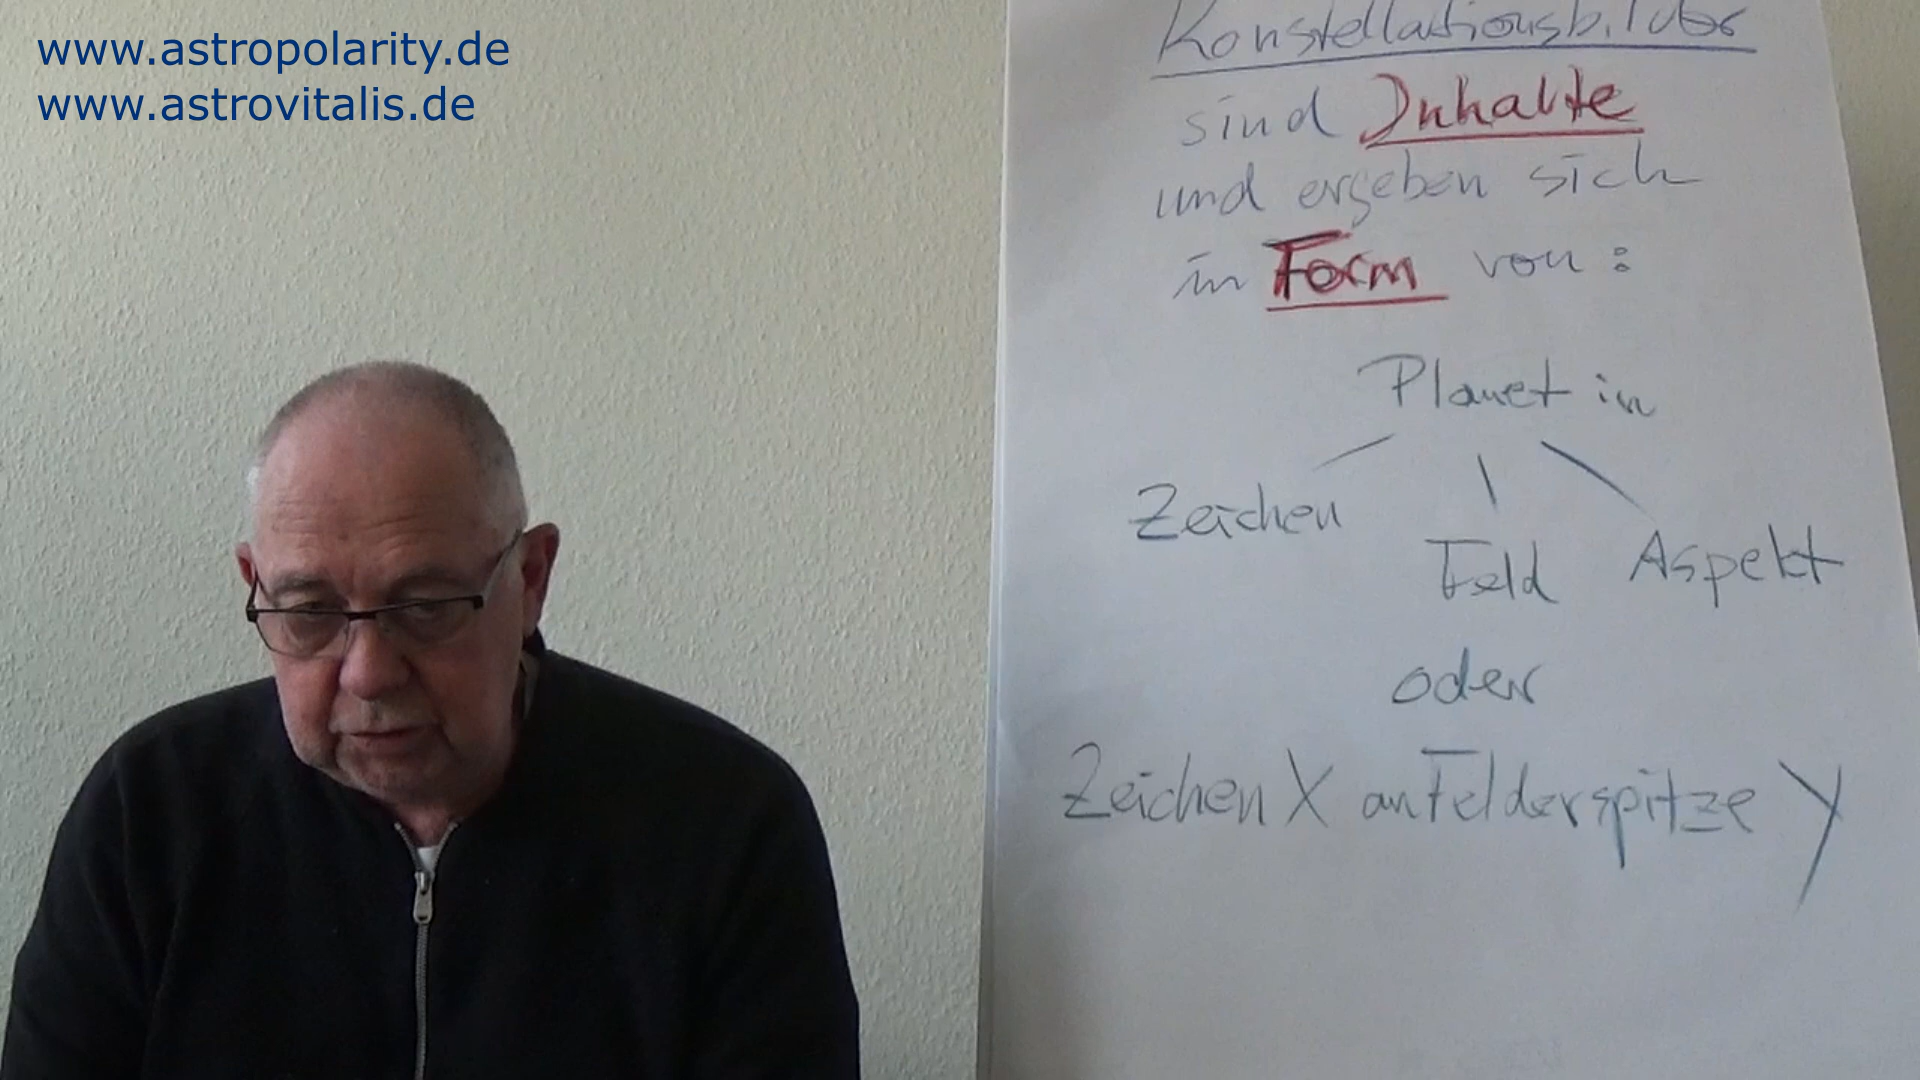 www.astropolarity.de
www.astrovitalis.de
Konstellationsbilder
sind Inhalte
und ergeben sich
in Form von :
Planet in
Zeichen
Feld
Aspekt
oder
Zeichen X an Felderspitze Y